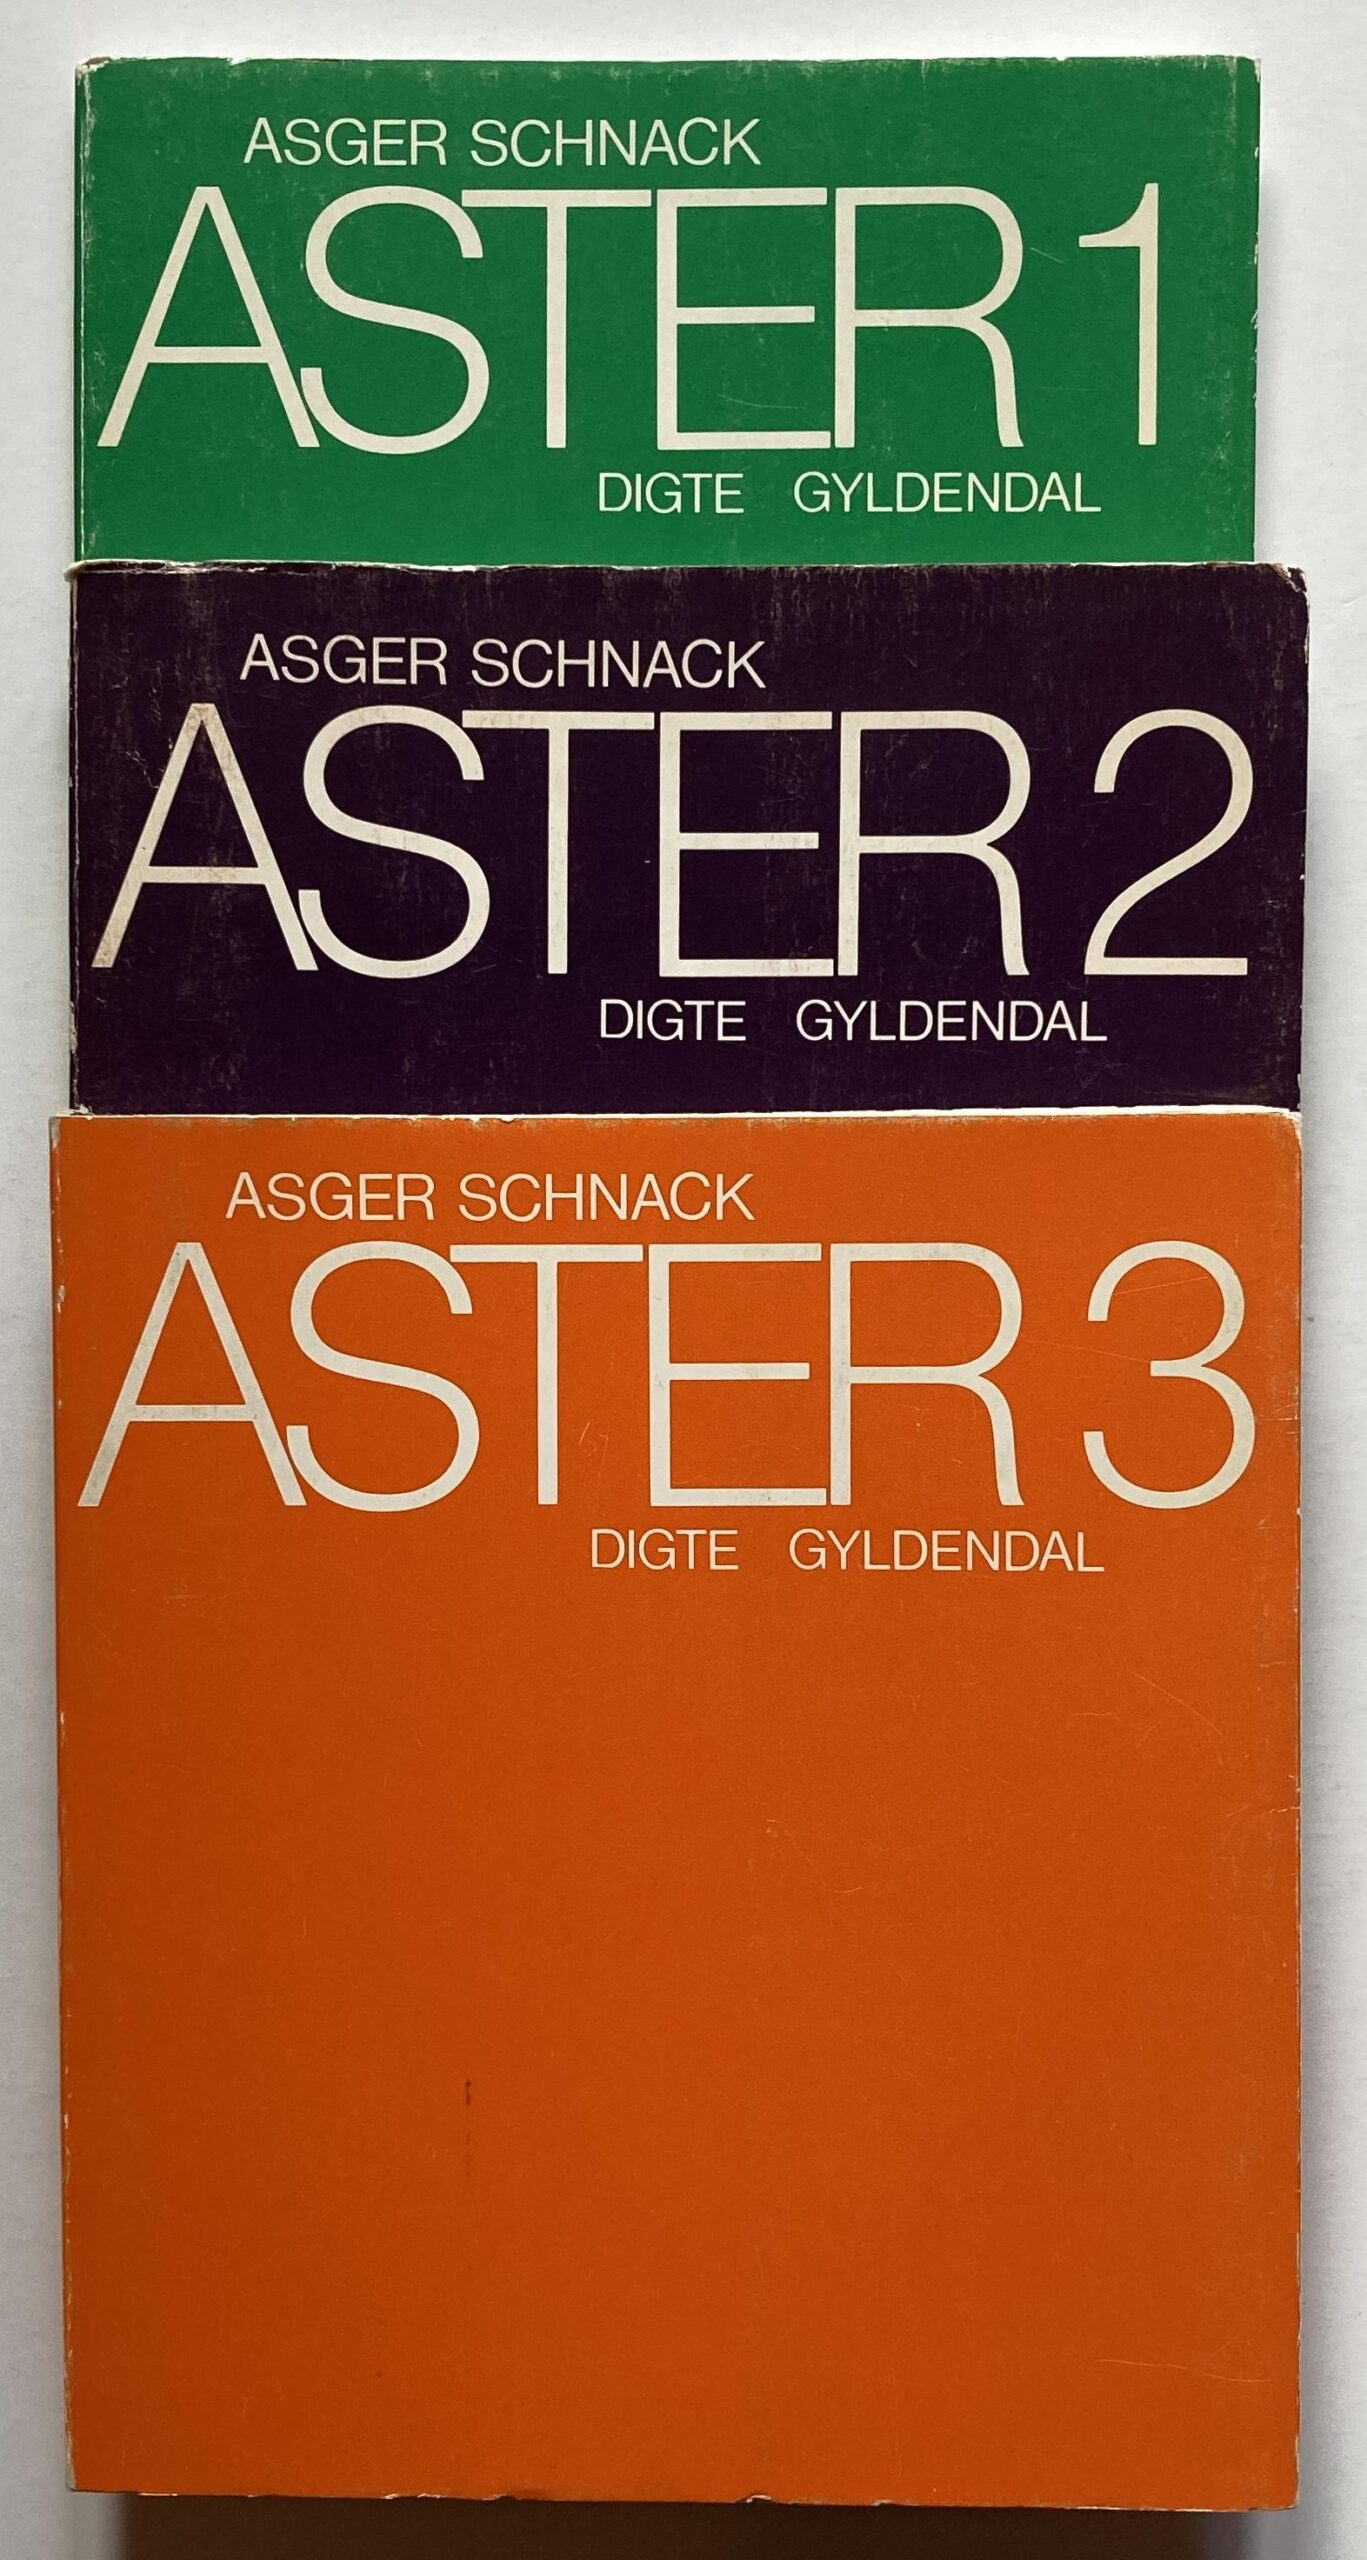 ASGER SCHNACK
ASTER 1
DIGTE GYLDENDAL
ASGER SCHNACK
ASTER 2
DIGTE GYLDENDAL
ASGER SCHNACK
ASTER 3
DIGTE GYLDENDAL